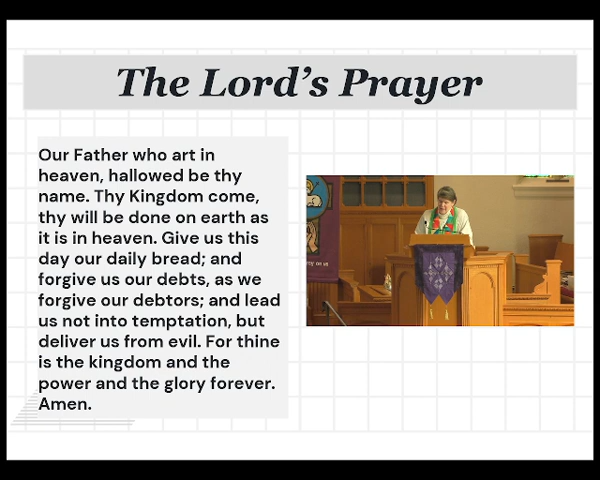 The Lord's Prayer
Our Father who art in
heaven, hallowed be thy
name. Thy Kingdom come,
thy will be done on earth as
it is in heaven. Give us this
day our daily bread; and
forgive us our debts, as we
forgive our debtors; and lead
us not into temptation, but
deliver us from evil. For thine
is the kingdom and the
power and the glory forever.
Amen.